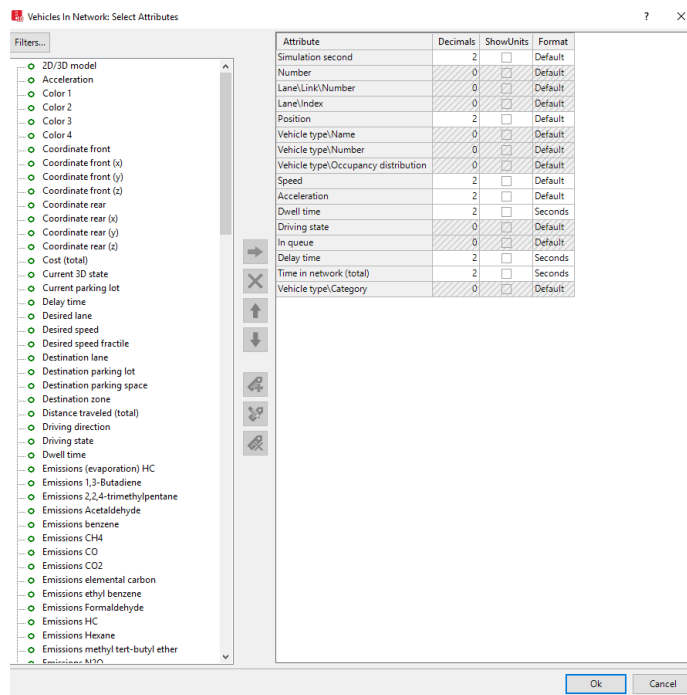 Vehicles In Network: Select Attributes
? ×
Filters...
2D/3D model
Acceleration
Color 1
Color 2
Color 3
Color 4
Coordinate front
Coordinate front (x)
Coordinate front (y)
Coordinate front (z)
Coordinate rear
Coordinate rear (x)
Coordinate rear (y)
Coordinate rear (z)
Cost (total)
Current 3D state
Current parking lot
Delay time
Desired lane
Desired speed
Desired speed fractile
Destination lane
Destination parking lot
Destination parking space
Destination zone
Distance traveled (total)
Driving direction
Driving state
Dwell time
Emissions (evaporation) HC
Emissions 1,3-Butadiene
Emissions 2,2,4-trimethylpentane
Emissions Acetaldehyde
Emissions benzene
Emissions CH4
Emissions CO
Emissions CO2
Emissions elemental carbon
Emissions ethyl benzene
Emissions Formaldehyde
Emissions HC
Emissions Hexane
Emissions methyl tert-butyl ether
Emissions N2O
Attribute Decimals ShowUnits Format
Simulation second 2 Default
Number 0 Default
Lane\Link\Number 0 Default
Lane\Index 0 Default
Position 2 Default
Vehicle type\Name 0 Default
Vehicle type\Number 0 Default
Vehicle type\Occupancy distribution 0 Default
Speed 2 Default
Acceleration 2 Default
Dwell time 2 Seconds
Driving state 0 Default
In queue 0 Default
Delay time 2 Seconds
Time in network (total) 2 Seconds
Vehicle type\Category 0 Default
Ok Cancel